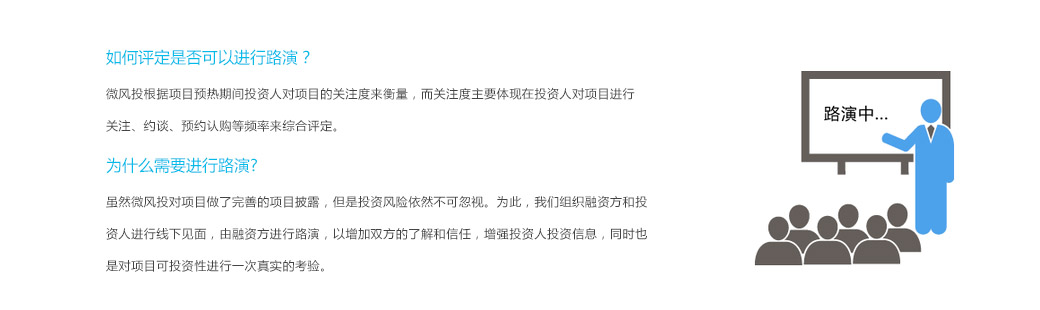 如何评定是否可以进行路演？
微风投根据项目预热期间投资人对项目的关注度来衡量，而关注度主要体现在投资人对项目进行
关注、约谈、预约认购等频率来综合评定。
为什么需要进行路演?
虽然微风投对项目做了完善的项目披露，但是投资风险依然不可忽视。为此，我们组织融资方和投
资人进行线下见面，由融资方进行路演，以增加双方的了解和信任，增强投资人投资信息，同时也
是对项目可投资性进行一次真实的考验。
路演中...